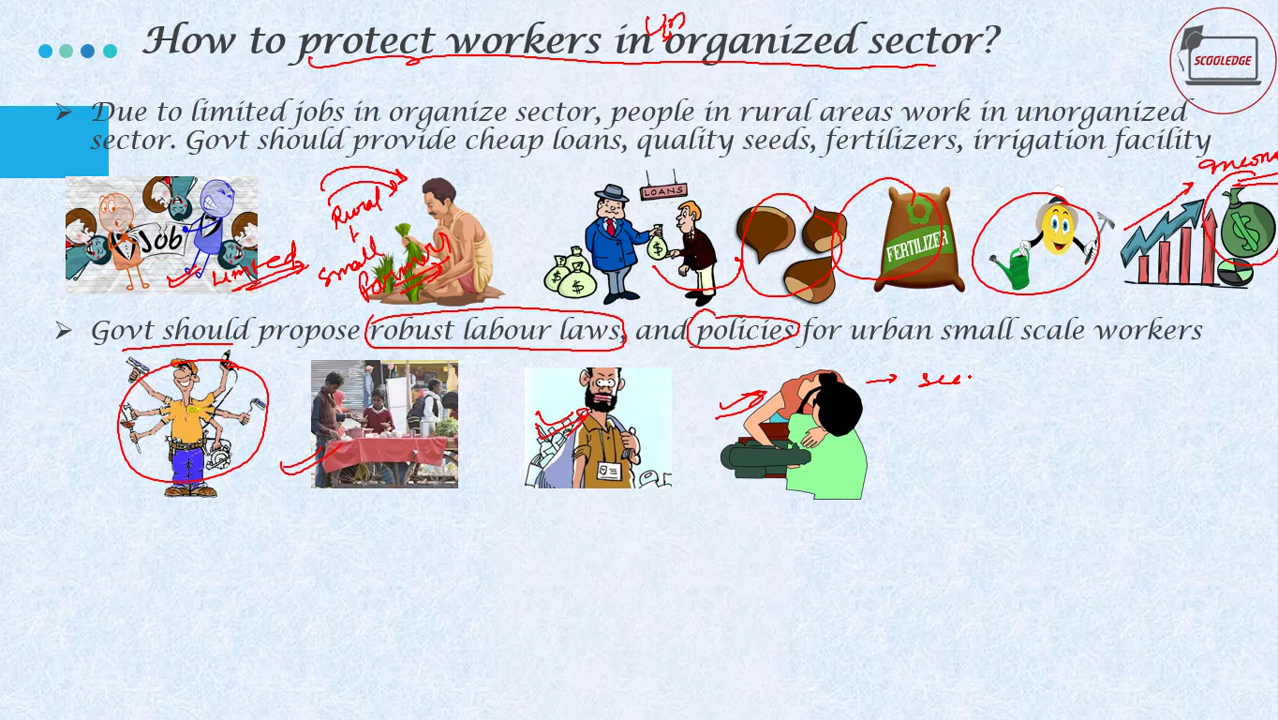 un
How to protect workers in organized sector?
SCOOLEDGE
Due to limited jobs in organize sector, people in rural areas work in unorganized
sector. Govt should provide cheap loans, quality seeds, fertilizers, irrigation facility
Job
Limited
Rural
Small
LOANS
$
FERTILIZER
$
Govt should propose robust labour laws, and policies for urban small scale workers